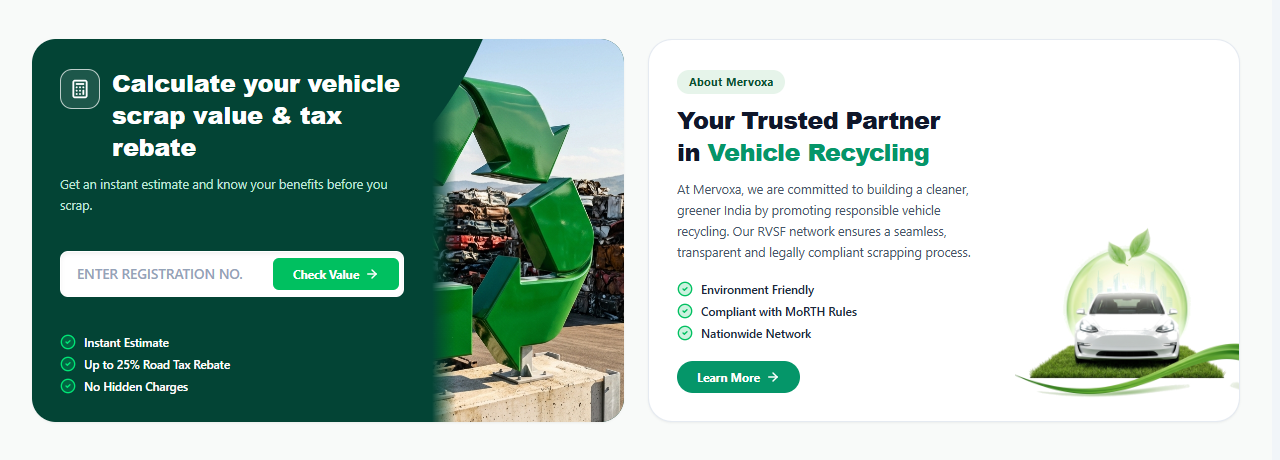 Calculate your vehicle
scrap value & tax
rebate
Get an instant estimate and know your benefits before you
scrap.
ENTER REGISTRATION NO.
Check Value →
Instant Estimate
Up to 25% Road Tax Rebate
No Hidden Charges
About Mervoxa
Your Trusted Partner
in Vehicle Recycling
At Mervoxa, we are committed to building a cleaner,
greener India by promoting responsible vehicle
recycling. Our RVSF network ensures a seamless,
transparent and legally compliant scrapping process.
Environment Friendly
Compliant with MoRTH Rules
Nationwide Network
Learn More →